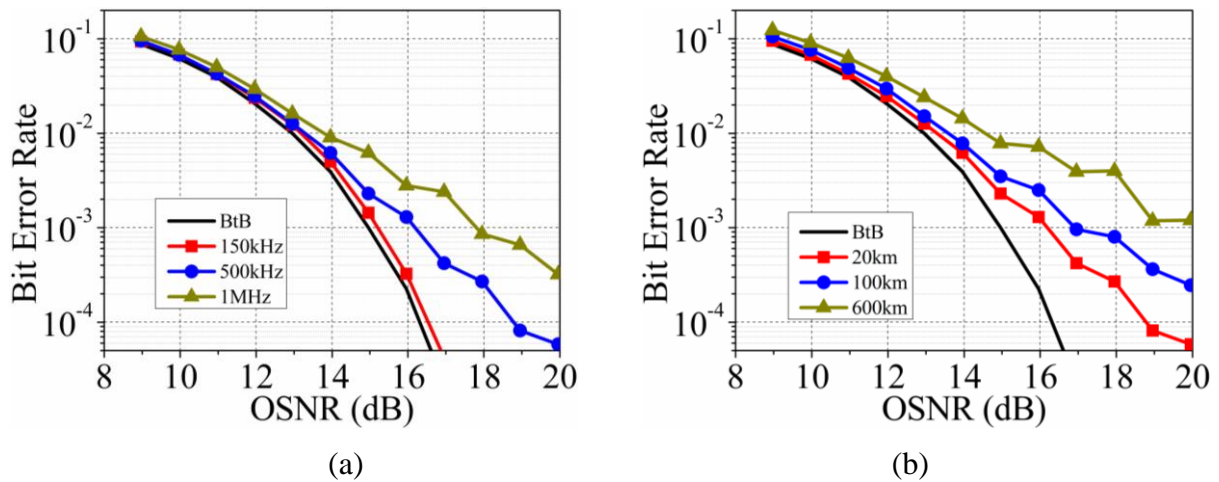 Bit Error Rate
10⁻¹
10⁻²
10⁻³
10⁻⁴
BtB
150kHz
500kHz
1MHz
8 10 12 14 16 18 20
OSNR (dB)
(a)
Bit Error Rate
10⁻¹
10⁻²
10⁻³
10⁻⁴
BtB
20km
100km
600km
8 10 12 14 16 18 20
OSNR (dB)
(b)